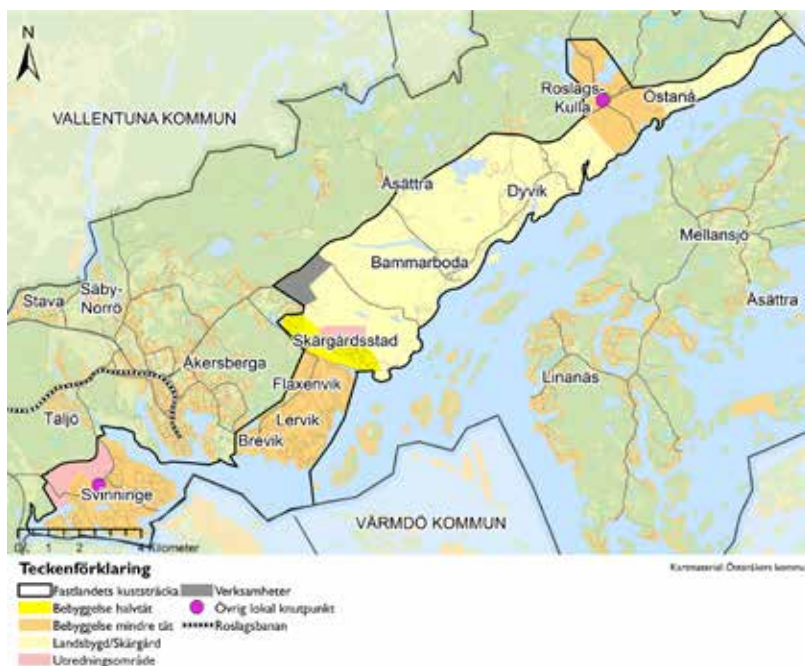 N
VALLENTUNA KOMMUN
Roslags-
Kulla
Östanå
Åsättra
Dyvik
Mellansjö
Bammarboda
Åsättra
Stava
Säby-
Norrö
Skärgårdsstad
Åkersberga
Flaxenvik
Linanäs
Täljö
Lervik
Brevik
Svinninge
VÄRMDÖ KOMMUN
0 1 2 4 Kilometer
Teckenförklaring
Kartmaterial: Österåkers kommun
Fastlandets kuststräcka
Verksamheter
Bebyggelse halvtät
Övrig lokal knutpunkt
Bebyggelse mindre tät
Roslagsbanan
Landsbygd/Skärgård
Utredningsområde